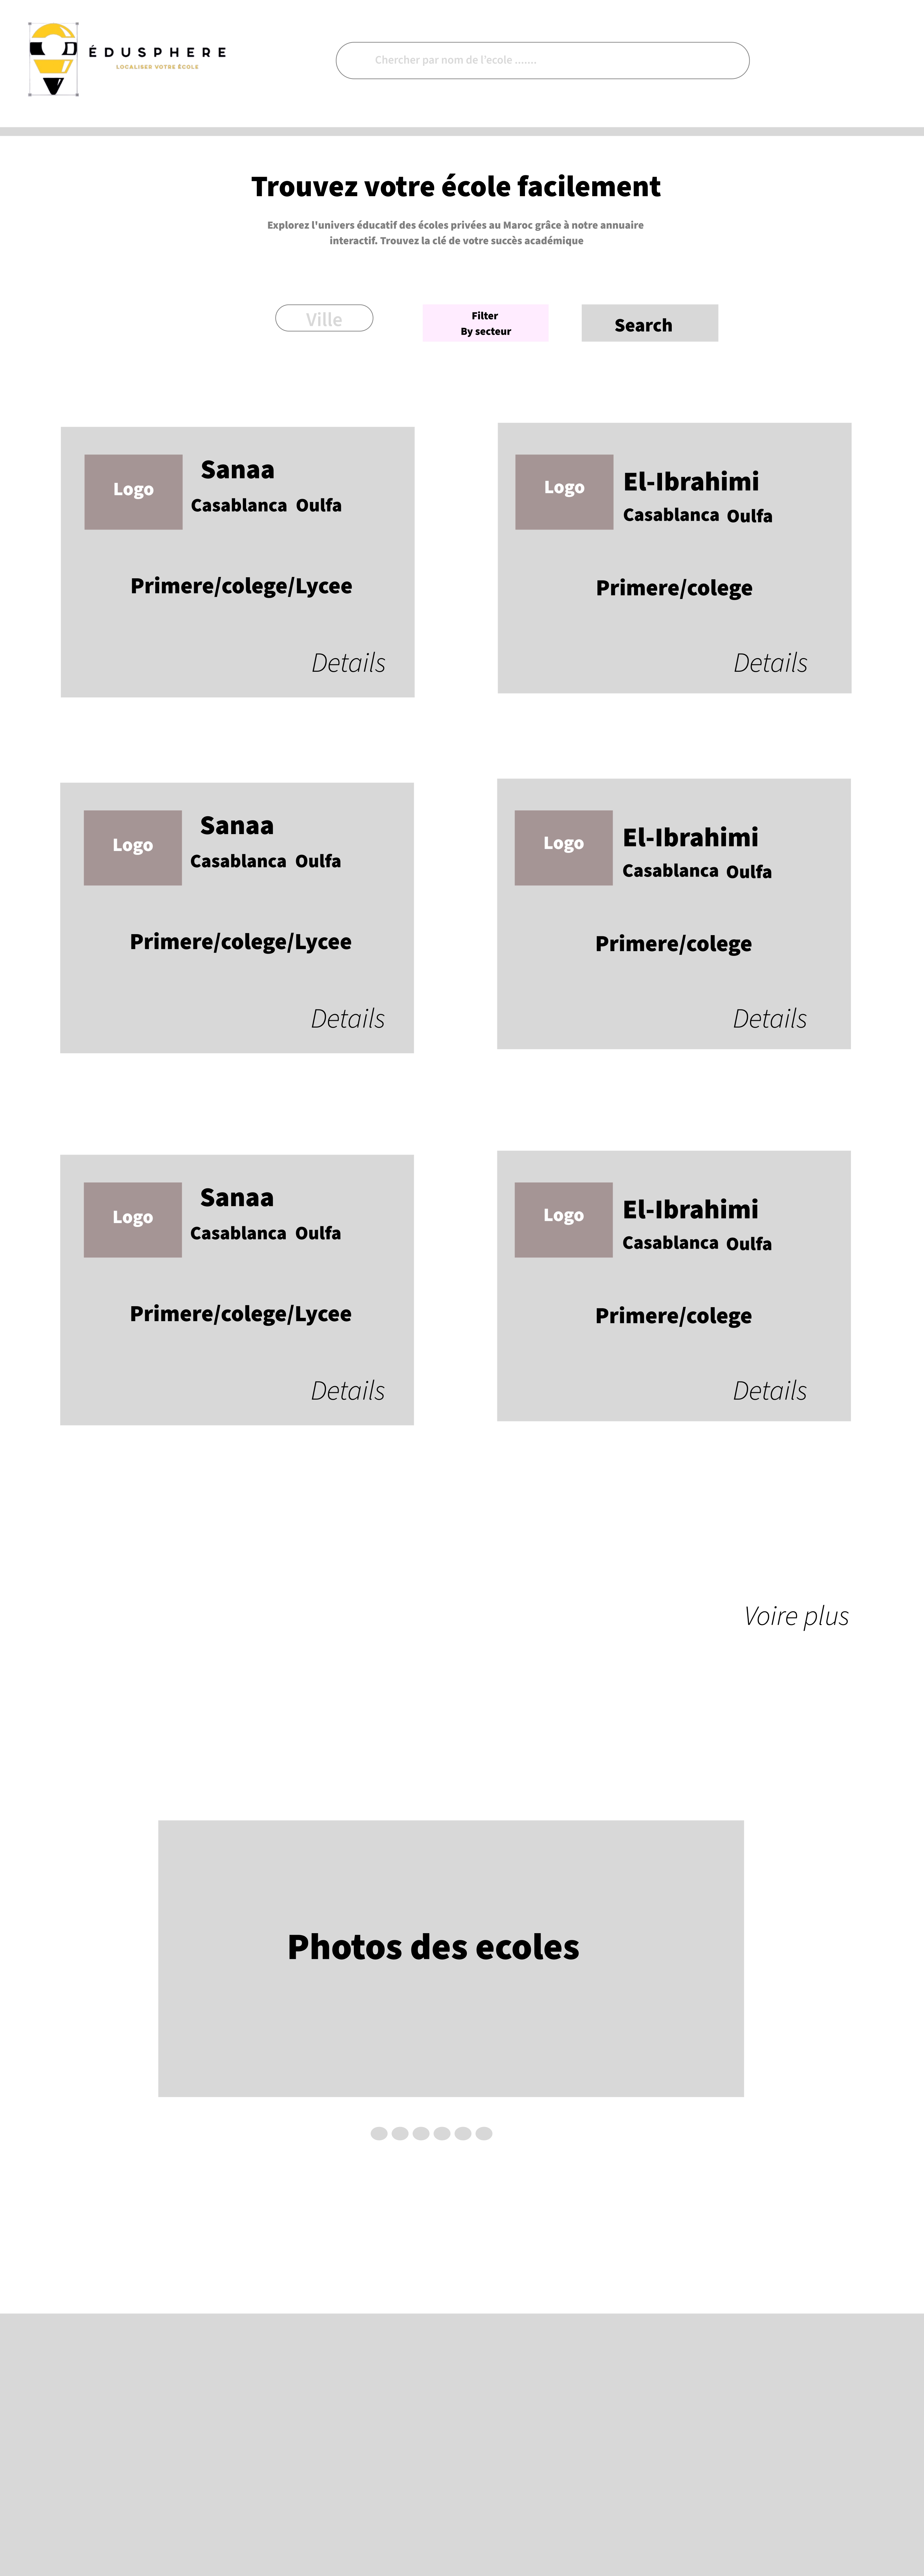 ÉDUSPHERE
LOCALISER VOTRE ÉCOLE
Chercher par nom de l'ecole .......
Trouvez votre école facilement
Explorez l'univers éducatif des écoles privées au Maroc grâce à notre annuaire
interactif. Trouvez la clé de votre succès académique
Ville
Filter
By secteur
Search
Logo
Sanaa
Casablanca Oulfa
Primere/colege/Lycee
Details
Logo
El-Ibrahimi
Casablanca Oulfa
Primere/colege
Details
Logo
Sanaa
Casablanca Oulfa
Primere/colege/Lycee
Details
Logo
El-Ibrahimi
Casablanca Oulfa
Primere/colege
Details
Logo
Sanaa
Casablanca Oulfa
Primere/colege/Lycee
Details
Logo
El-Ibrahimi
Casablanca Oulfa
Primere/colege
Details
Voire plus
Photos des ecoles